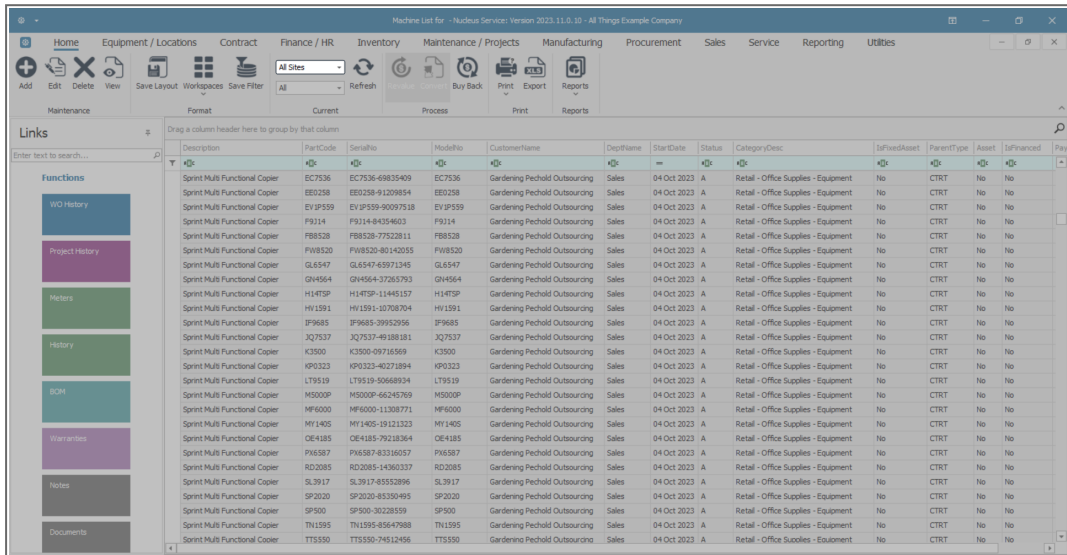 Machine List for - Nucleus Service: Version 2023.11.0.10 - All Things Example Company
Home Equipment / Locations Contract Finance / HR Inventory Maintenance / Projects Manufacturing Procurement Sales Service Reporting Utilities
All Sites
All
Add Edit Delete View Save Layout Workspaces Save Filter Refresh Buy Back Print Export Reports
Maintenance Format Current Process Print Reports
Links
Drag a column header here to group by that column
Enter text to search...
Functions
WO History
Project History
Meters
History
BOM
Warranties
Notes
Documents
Description PartCode SerialNo ModelNo CustomerName DeptName StartDate Status CategoryDesc IsFixedAsset ParentType Asset IsFinanced Pay
Sprint Multi Functional Copier EC7536 EC7536-69835409 EC7536 Gardening Pechold Outsourcing Sales 04 Oct 2023 A Retail - Office Supplies - Equipment No CTRT No No
Sprint Multi Functional Copier EE0258 EE0258-91209854 EE0258 Gardening Pechold Outsourcing Sales 04 Oct 2023 A Retail - Office Supplies - Equipment No CTRT No No
Sprint Multi Functional Copier EV1P559 EV1P559-90097518 EV1P559 Gardening Pechold Outsourcing Sales 04 Oct 2023 A Retail - Office Supplies - Equipment No CTRT No No
Sprint Multi Functional Copier F9J14 F9J14-84354603 F9J14 Gardening Pechold Outsourcing Sales 04 Oct 2023 A Retail - Office Supplies - Equipment No CTRT No No
Sprint Multi Functional Copier FB8528 FB8528-77522811 FB8528 Gardening Pechold Outsourcing Sales 04 Oct 2023 A Retail - Office Supplies - Equipment No CTRT No No
Sprint Multi Functional Copier FW8520 FW8520-80142055 FW8520 Gardening Pechold Outsourcing Sales 04 Oct 2023 A Retail - Office Supplies - Equipment No CTRT No No
Sprint Multi Functional Copier GL6547 GL6547-65971345 GL6547 Gardening Pechold Outsourcing Sales 04 Oct 2023 A Retail - Office Supplies - Equipment No CTRT No No
Sprint Multi Functional Copier GN4564 GN4564-37265793 GN4564 Gardening Pechold Outsourcing Sales 04 Oct 2023 A Retail - Office Supplies - Equipment No CTRT No No
Sprint Multi Functional Copier H14TSP H14TSP-11445157 H14TSP Gardening Pechold Outsourcing Sales 04 Oct 2023 A Retail - Office Supplies - Equipment No CTRT No No
Sprint Multi Functional Copier HV1591 HV1591-10708704 HV1591 Gardening Pechold Outsourcing Sales 04 Oct 2023 A Retail - Office Supplies - Equipment No CTRT No No
Sprint Multi Functional Copier IF9685 IF9685-39952956 IF9685 Gardening Pechold Outsourcing Sales 04 Oct 2023 A Retail - Office Supplies - Equipment No CTRT No No
Sprint Multi Functional Copier JQ7537 JQ7537-49188181 JQ7537 Gardening Pechold Outsourcing Sales 04 Oct 2023 A Retail - Office Supplies - Equipment No CTRT No No
Sprint Multi Functional Copier K3500 K3500-09716569 K3500 Gardening Pechold Outsourcing Sales 04 Oct 2023 A Retail - Office Supplies - Equipment No CTRT No No
Sprint Multi Functional Copier KP0323 KP0323-40271894 KP0323 Gardening Pechold Outsourcing Sales 04 Oct 2023 A Retail - Office Supplies - Equipment No CTRT No No
Sprint Multi Functional Copier LT9519 LT9519-50668934 LT9519 Gardening Pechold Outsourcing Sales 04 Oct 2023 A Retail - Office Supplies - Equipment No CTRT No No
Sprint Multi Functional Copier M5000P M5000P-66245769 M5000P Gardening Pechold Outsourcing Sales 04 Oct 2023 A Retail - Office Supplies - Equipment No CTRT No No
Sprint Multi Functional Copier MF6000 MF6000-11308771 MF6000 Gardening Pechold Outsourcing Sales 04 Oct 2023 A Retail - Office Supplies - Equipment No CTRT No No
Sprint Multi Functional Copier MY140S MY140S-19121323 MY140S Gardening Pechold Outsourcing Sales 04 Oct 2023 A Retail - Office Supplies - Equipment No CTRT No No
Sprint Multi Functional Copier OE4185 OE4185-79218364 OE4185 Gardening Pechold Outsourcing Sales 04 Oct 2023 A Retail - Office Supplies - Equipment No CTRT No No
Sprint Multi Functional Copier PX6587 PX6587-83316057 PX6587 Gardening Pechold Outsourcing Sales 04 Oct 2023 A Retail - Office Supplies - Equipment No CTRT No No
Sprint Multi Functional Copier RD2085 RD2085-14360337 RD2085 Gardening Pechold Outsourcing Sales 04 Oct 2023 A Retail - Office Supplies - Equipment No CTRT No No
Sprint Multi Functional Copier SL3917 SL3917-85552896 SL3917 Gardening Pechold Outsourcing Sales 04 Oct 2023 A Retail - Office Supplies - Equipment No CTRT No No
Sprint Multi Functional Copier SP2020 SP2020-85350495 SP2020 Gardening Pechold Outsourcing Sales 04 Oct 2023 A Retail - Office Supplies - Equipment No CTRT No No
Sprint Multi Functional Copier SP500 SP500-30228559 SP500 Gardening Pechold Outsourcing Sales 04 Oct 2023 A Retail - Office Supplies - Equipment No CTRT No No
Sprint Multi Functional Copier TN1595 TN1595-85647988 TN1595 Gardening Pechold Outsourcing Sales 04 Oct 2023 A Retail - Office Supplies - Equipment No CTRT No No
Sprint Multi Functional Copier TTS550 TTS550-74512456 TTS550 Gardening Pechold Outsourcing Sales 04 Oct 2023 A Retail - Office Supplies - Equipment No CTRT No No